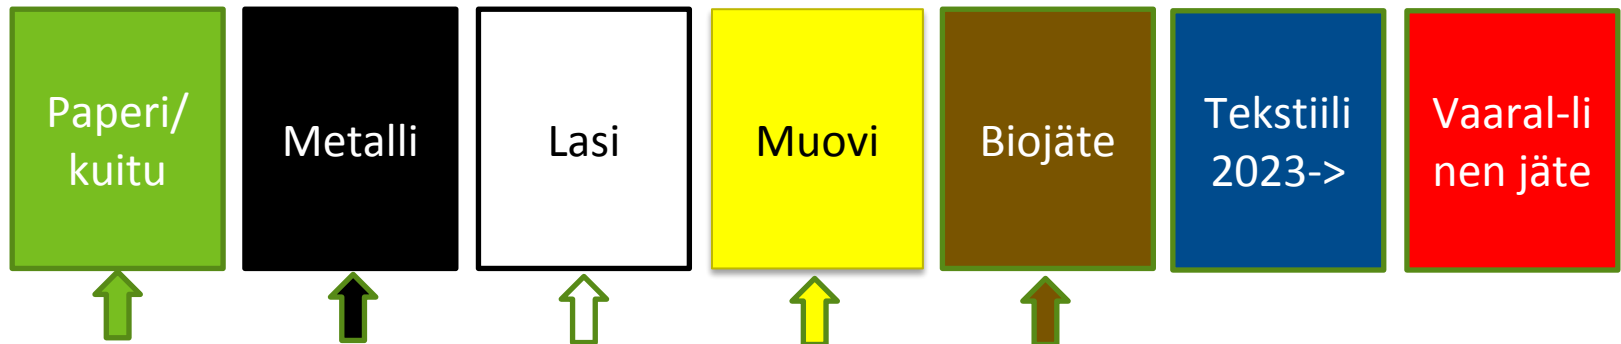 Paperi/
kuitu
Metalli
Lasi
Muovi
Biojäte
Tekstiili
2023->
Vaaral-li
nen jäte